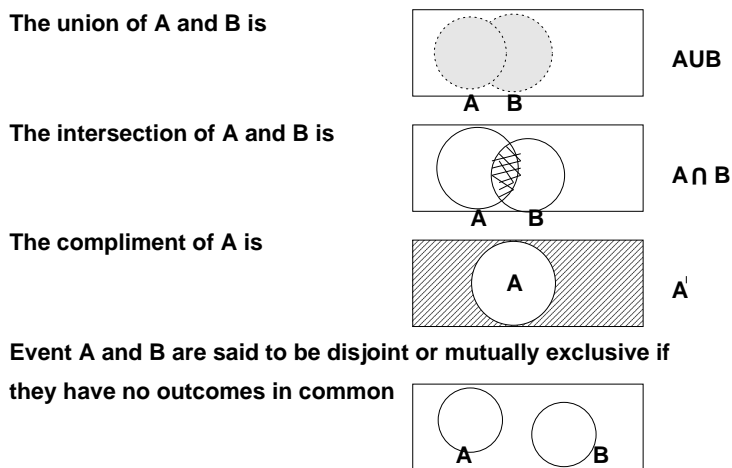 The union of A and B is
A∪B
A B
The intersection of A and B is
A ∩ B
A B
The compliment of A is
A
A'
Event A and B are said to be disjoint or mutually exclusive if
they have no outcomes in common
A B